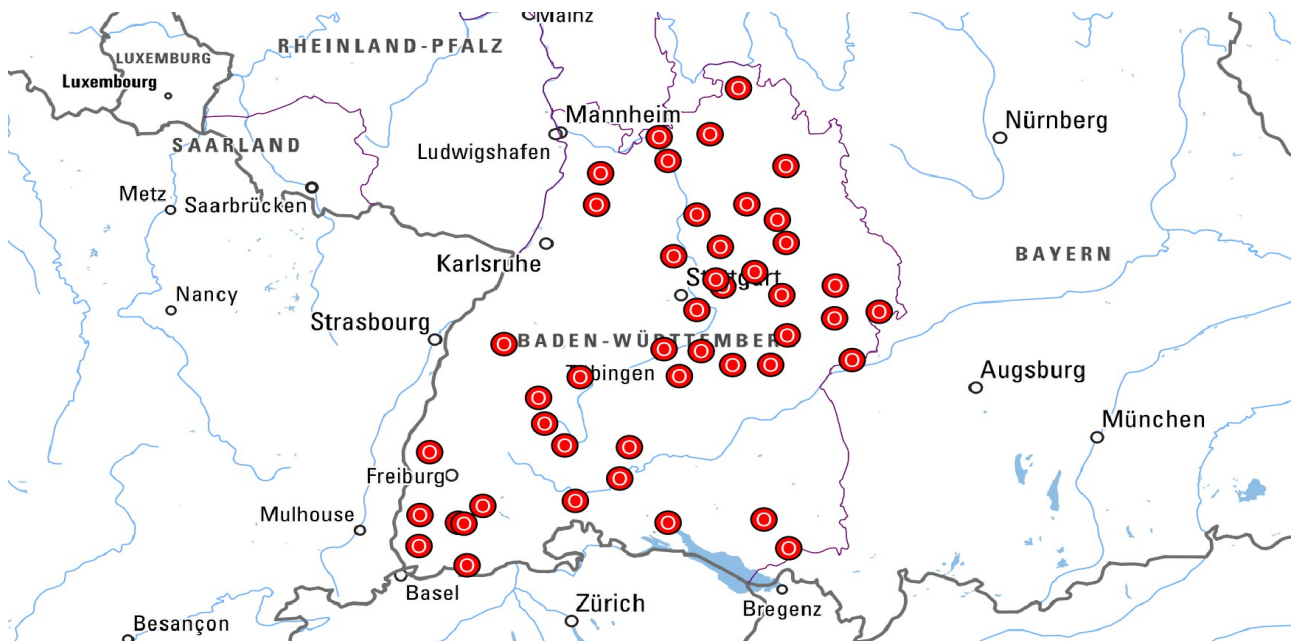 Mainz
RHEINLAND-PFALZ
LUXEMBURG
Luxembourg
Mannheim
Nürnberg
SAARLAND
Ludwigshafen
Metz
Saarbrücken
Karlsruhe
BAYERN
Stuttgart
Nancy
Strasbourg
BADEN-WÜRTTEMBER
Tübingen
Augsburg
München
Freiburg
Mulhouse
Basel
Zürich
Bregenz
Besançon